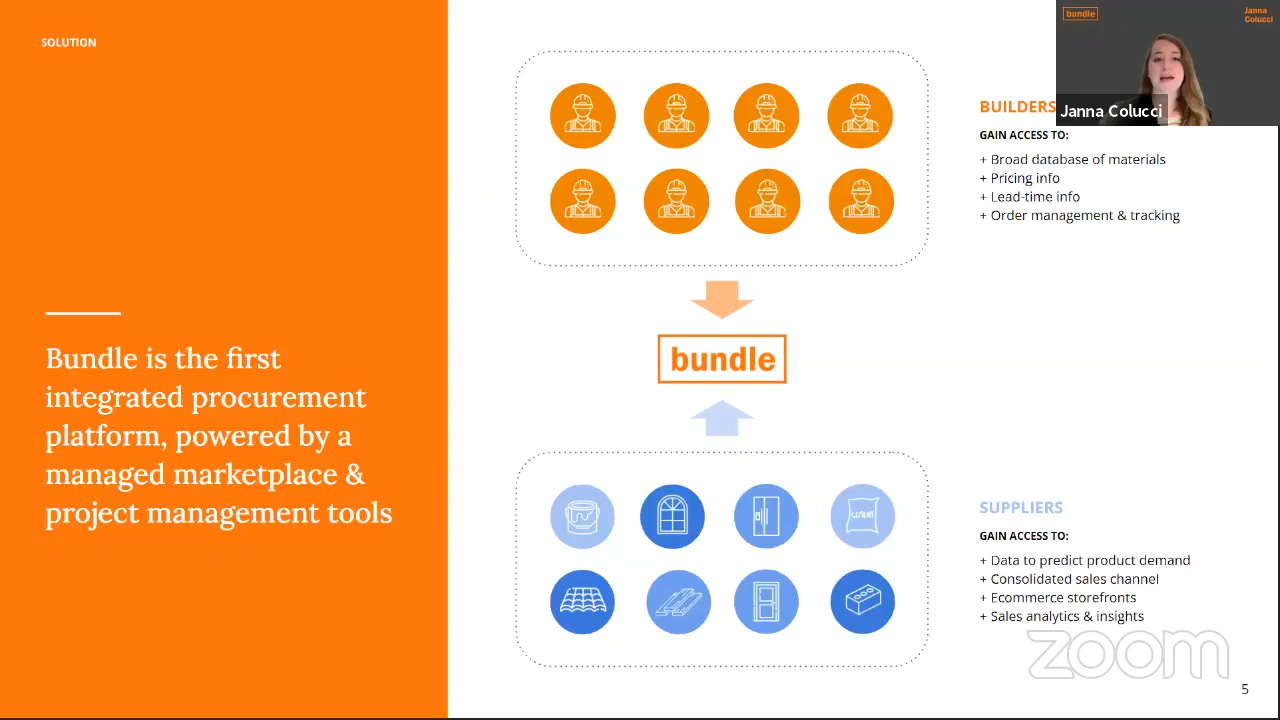 SOLUTION
Bundle is the first
integrated procurement
platform, powered by a
managed marketplace &
project management tools
bundle
CEMENT
BUILDERS
GAIN ACCESS TO:
+ Broad database of materials
+ Pricing info
+ Lead-time info
+ Order management & tracking
SUPPLIERS
GAIN ACCESS TO:
+ Data to predict product demand
+ Consolidated sales channel
+ Ecommerce storefronts
+ Sales analytics & insights
bundle
Janna
Colucci
Janna Colucci
zoom
5